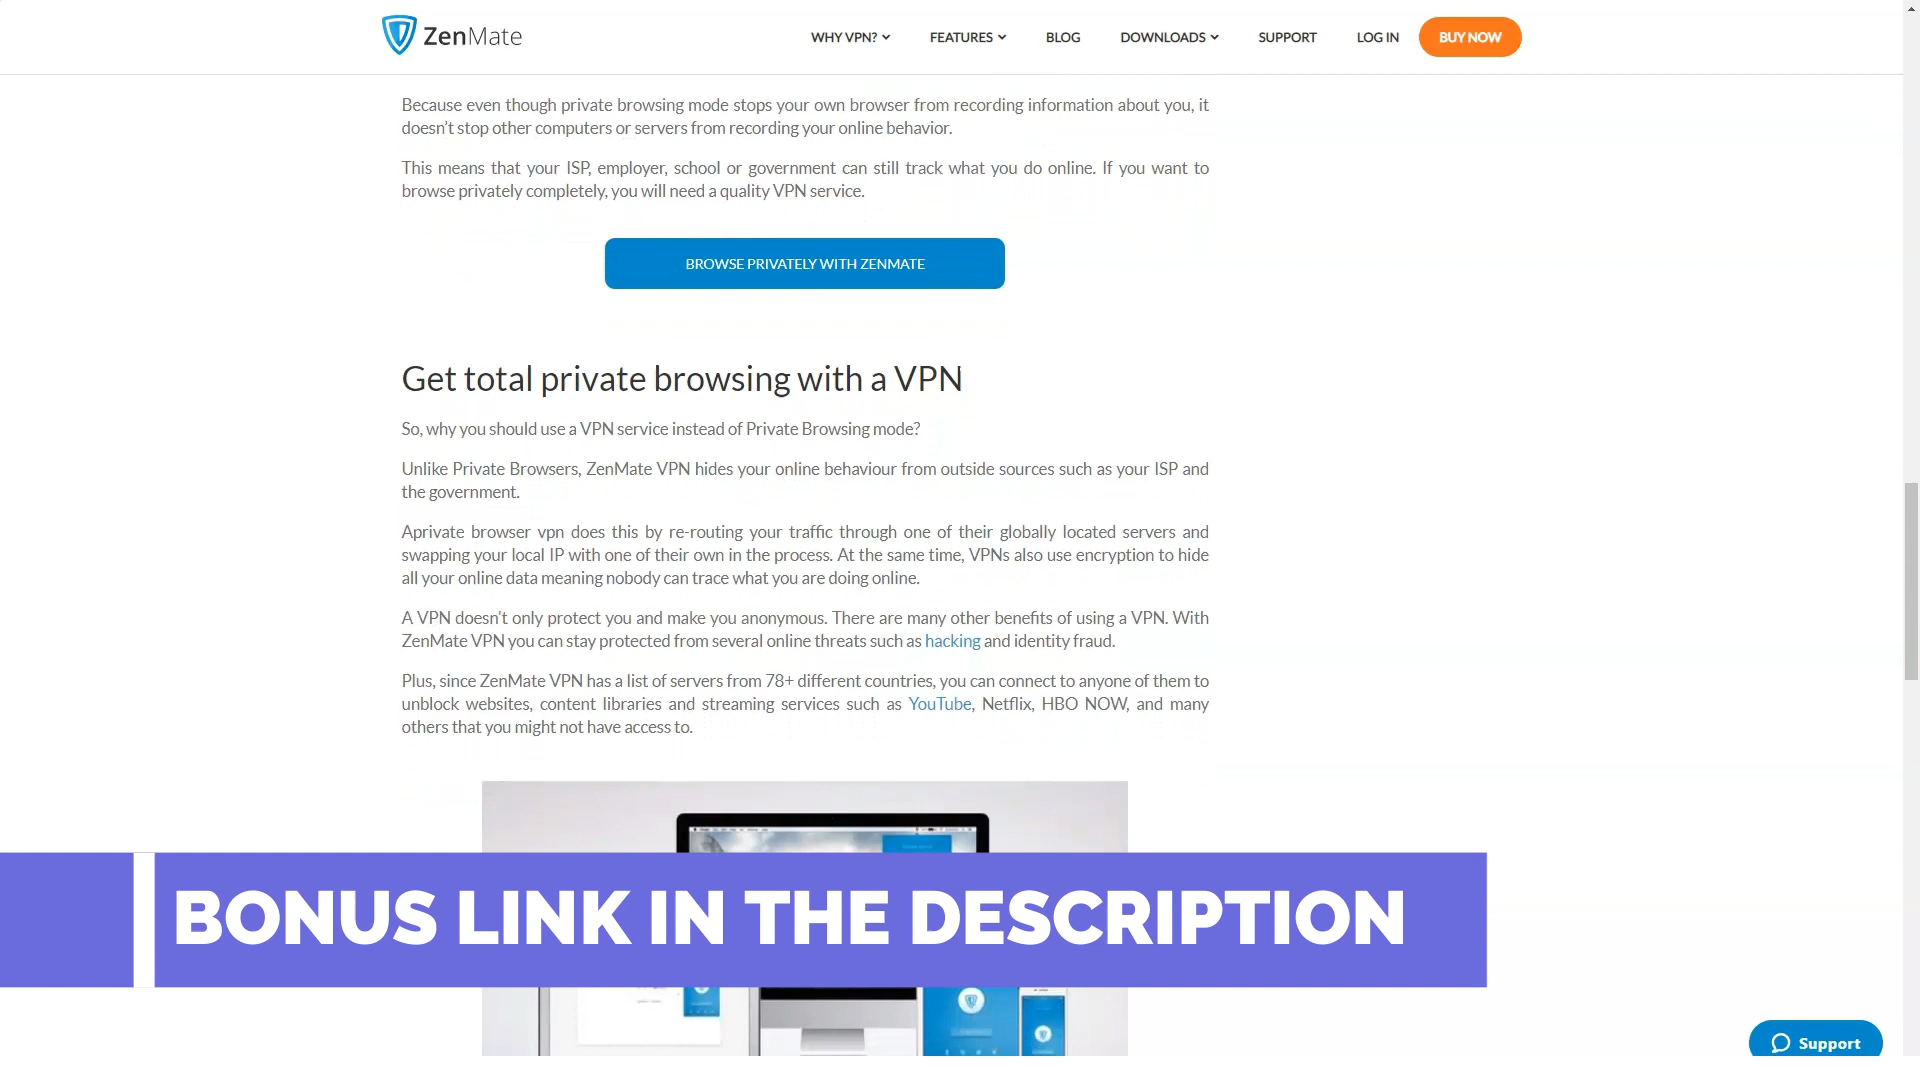 ZenMate
WHY VPN? FEATURES BLOG DOWNLOADS SUPPORT LOG IN BUY NOW
Because even though private browsing mode stops your own browser from recording information about you, it
doesn't stop other computers or servers from recording your online behavior.
This means that your ISP, employer, school or government can still track what you do online. If you want to
browse privately completely, you will need a quality VPN service.
BROWSE PRIVATELY WITH ZENMATE
Get total private browsing with a VPN
So, why you should use a VPN service instead of Private Browsing mode?
Unlike Private Browsers, ZenMate VPN hides your online behaviour from outside sources such as your ISP and
the government.
Aprivate browser vpn does this by re-routing your traffic through one of their globally located servers and
swapping your local IP with one of their own in the process. At the same time, VPNs also use encryption to hide
all your online data meaning nobody can trace what you are doing online.
A VPN doesn't only protect you and make you anonymous. There are many other benefits of using a VPN. With
ZenMate VPN you can stay protected from several online threats such as hacking and identity fraud.
Plus, since ZenMate VPN has a list of servers from 78+ different countries, you can connect to anyone of them to
unblock websites, content libraries and streaming services such as YouTube, Netflix, HBO NOW, and many
others that you might not have access to.
BONUS LINK IN THE DESCRIPTION
Support